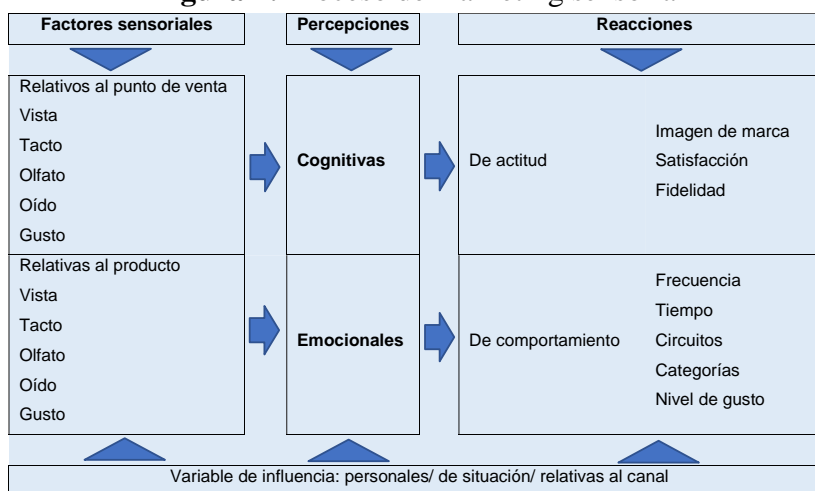 Factores sensoriales
Percepciones
Reacciones
Relativos al punto de venta
Vista
Tacto
Olfato
Oído
Gusto
Cognitivas
De actitud
Imagen de marca
Satisfacción
Fidelidad
Relativas al producto
Vista
Tacto
Olfato
Oído
Gusto
Emocionales
De comportamiento
Frecuencia
Tiempo
Circuitos
Categorías
Nivel de gusto
Variable de influencia: personales/ de situación/ relativas al canal